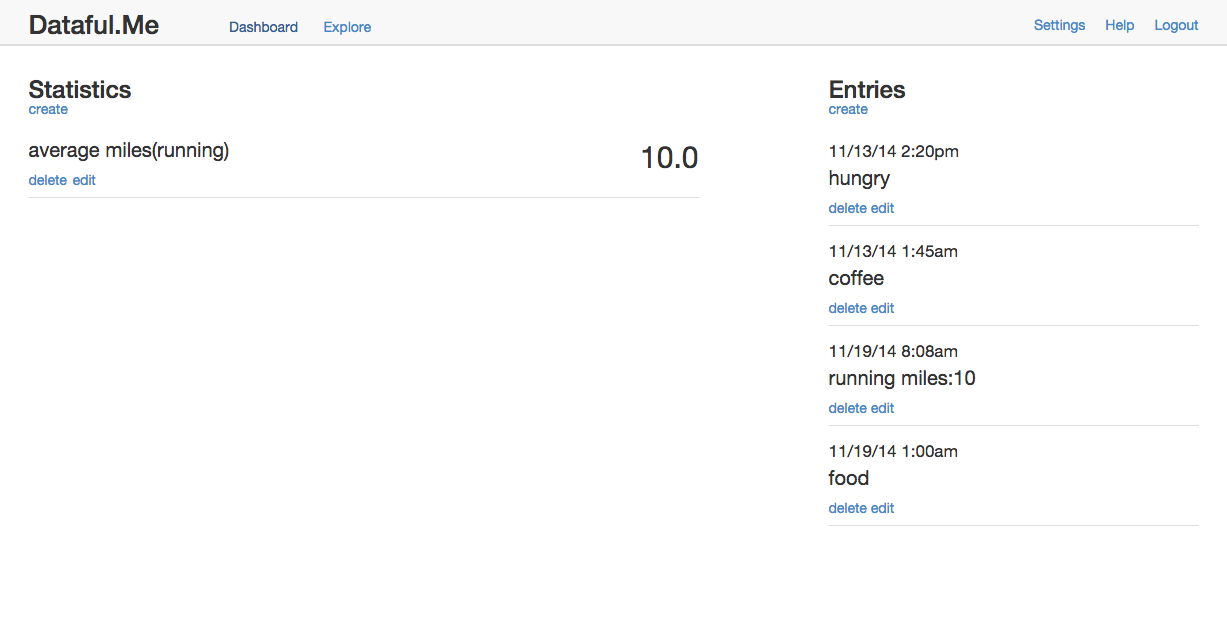 Dataful.Me Dashboard Explore Settings Help Logout
Statistics
create
average miles(running) 10.0
delete edit
Entries
create
11/13/14 2:20pm
hungry
delete edit
11/13/14 1:45am
coffee
delete edit
11/19/14 8:08am
running miles:10
delete edit
11/19/14 1:00am
food
delete edit